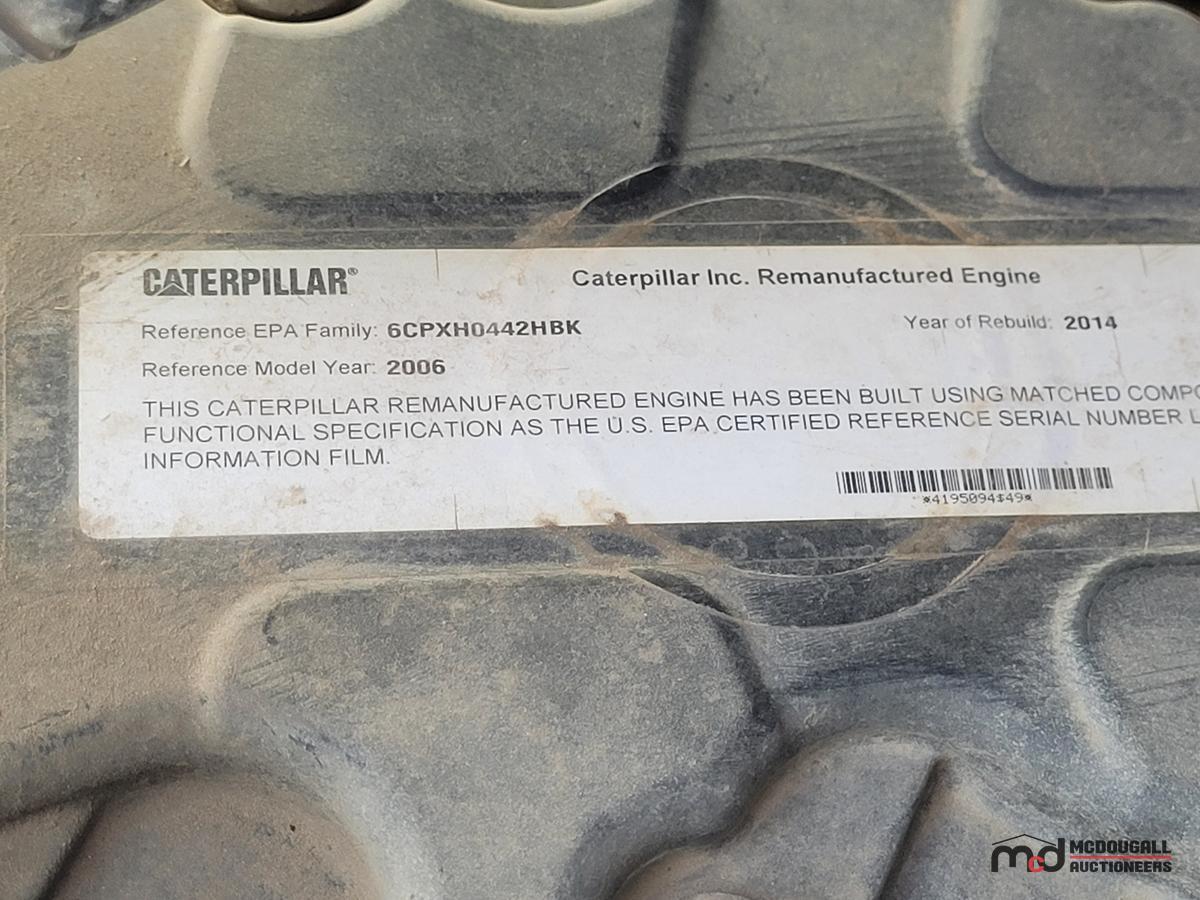 CATERPILLAR®
Caterpillar Inc. Remanufactured Engine
Reference EPA Family: 6CPXH0442HBK
Year of Rebuild: 2014
Reference Model Year: 2006
THIS CATERPILLAR REMANUFACTURED ENGINE HAS BEEN BUILT USING MATCHED
FUNCTIONAL SPECIFICATION AS THE U.S. EPA CERTIFIED REFERENCE SERIAL NUMBER
INFORMATION FILM.
*4195094$49*
mcd MCDOUGALL
AUCTIONEERS